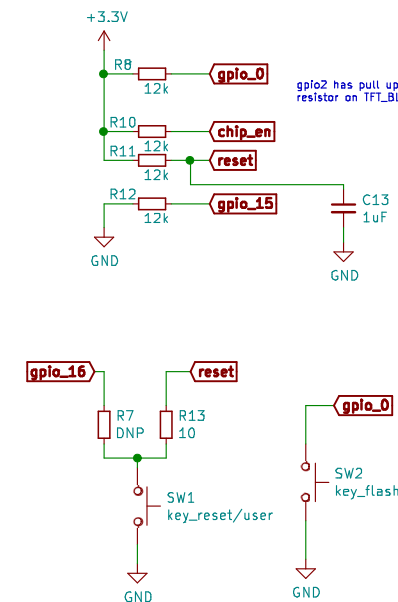 +3.3V
R8
gpio_0
12k
gpio2 has pull up
resistor on TFT_BL
R10
chip_en
12k
R11
reset
12k
R12
gpio_15
12k
C13
1uF
GND
GND
gpio_16
reset
R7
DNP
R13
10
gpio_0
SW1
key_reset/user
SW2
key_flash
GND
GND